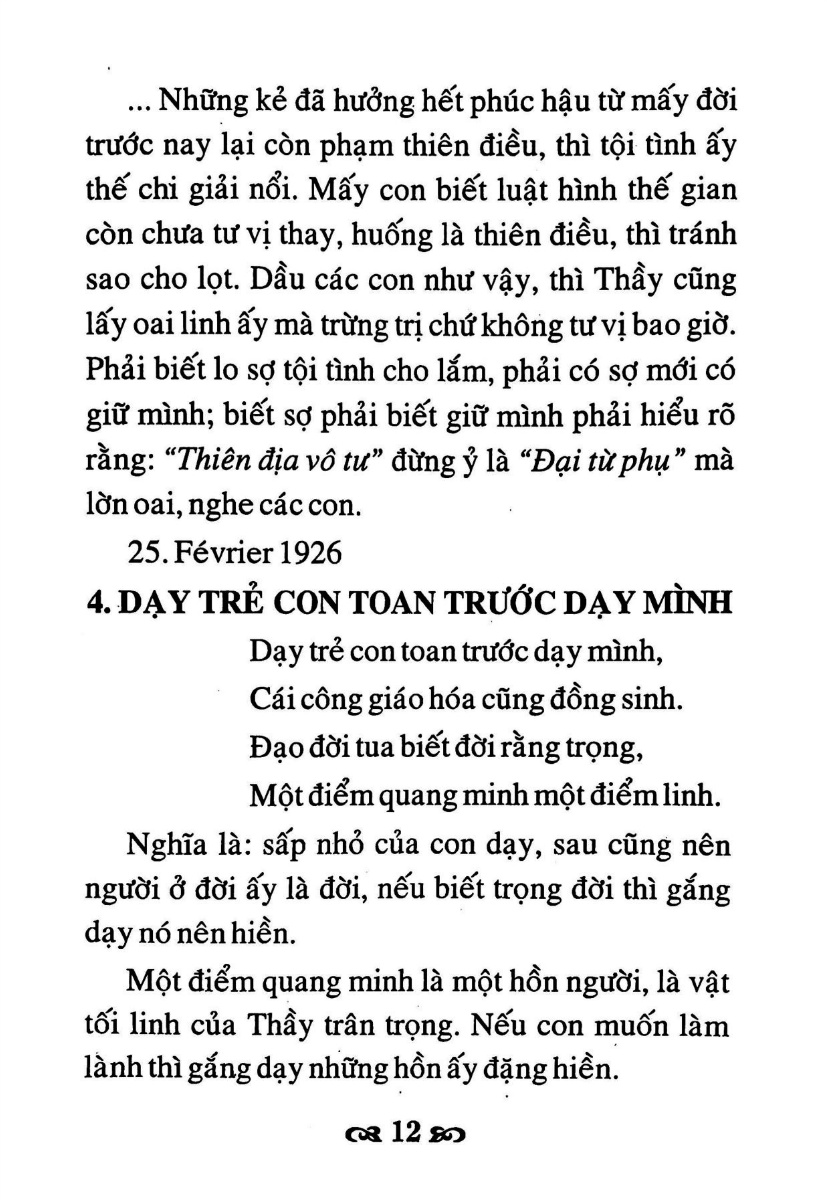 ... Những kẻ đã hưởng hết phúc hậu từ mấy đời
trước nay lại còn phạm thiên điều, thì tội tình ấy
thế chi giải nổi. Mấy con biết luật hình thế gian
còn chưa tư vị thay, huống là thiên điều, thì tránh
sao cho lọt. Dầu các con như vậy, thì Thầy cũng
lấy oai linh ấy mà trừng trị chứ không tư vị bao giờ.
Phải biết lo sợ tội tình cho lắm, phải có sợ mới có
giữ mình; biết sợ phải biết giữ mình phải hiểu rõ
rằng: “Thiên địa vô tư” đừng ỷ là “Đại từ phụ” mà
lờn oai, nghe các con.
25. Février 1926
4. DẠY TRẺ CON TOAN TRƯỚC DẠY MÌNH
Dạy trẻ con toan trước dạy mình,
Cái công giáo hóa cũng đồng sinh.
Đạo đời tua biết đời rằng trọng,
Một điểm quang minh một điểm linh.
Nghĩa là: sấp nhỏ của con dạy, sau cũng nên
người ở đời ấy là đời, nếu biết trọng đời thì gắng
dạy nó nên hiền.
Một điểm quang minh là một hồn người, là vật
tối linh của Thầy trân trọng. Nếu con muốn làm
lành thì gắng dạy những hồn ấy đặng hiền.
12